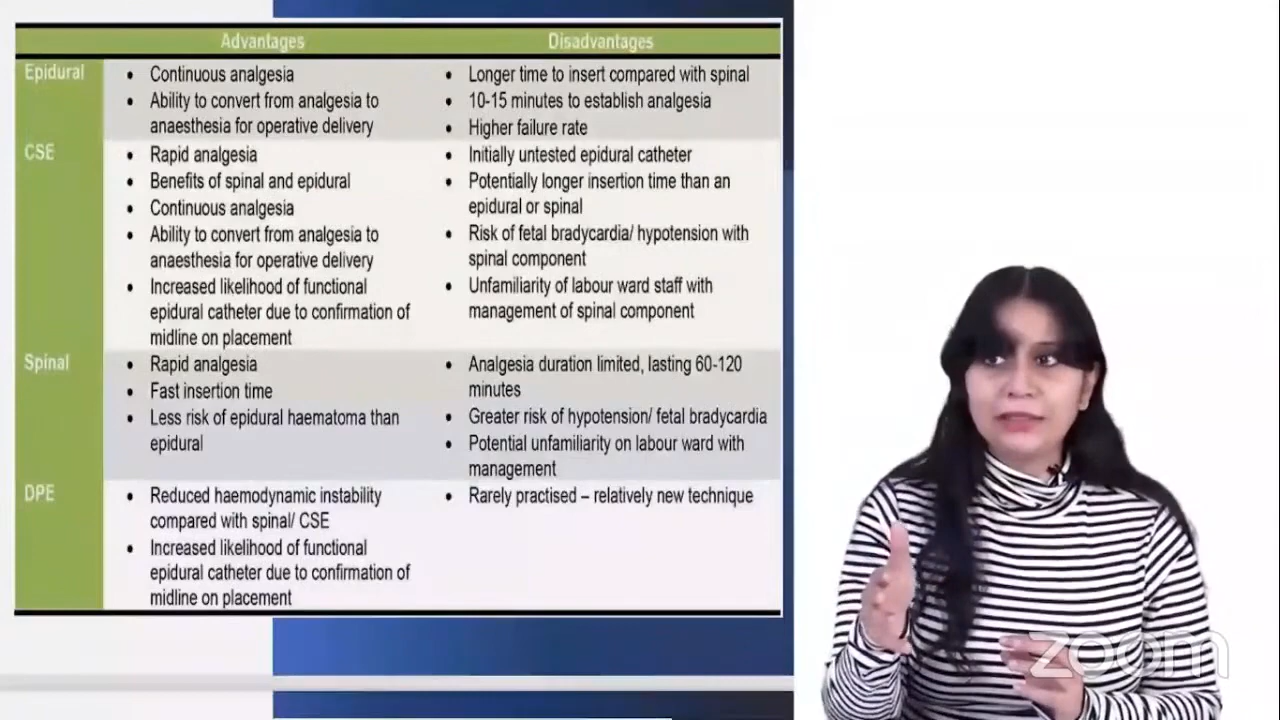 Advantages Disadvantages
Epidural
• Continuous analgesia
• Ability to convert from analgesia to
anaesthesia for operative delivery
• Longer time to insert compared with spinal
• 10-15 minutes to establish analgesia
• Higher failure rate
CSE
• Rapid analgesia
• Benefits of spinal and epidural
• Continuous analgesia
• Ability to convert from analgesia to
anaesthesia for operative delivery
• Increased likelihood of functional
epidural catheter due to confirmation of
midline on placement
• Initially untested epidural catheter
• Potentially longer insertion time than an
epidural or spinal
• Risk of fetal bradycardia/ hypotension with
spinal component
• Unfamiliarity of labour ward staff with
management of spinal component
Spinal
• Rapid analgesia
• Fast insertion time
• Less risk of epidural haematoma than
epidural
• Analgesia duration limited, lasting 60-120
minutes
• Greater risk of hypotension/ fetal bradycardia
• Potential unfamiliarity on labour ward with
management
DPE
• Reduced haemodynamic instability
compared with spinal/ CSE
• Increased likelihood of functional
epidural catheter due to confirmation of
midline on placement
• Rarely practised – relatively new technique
zoom